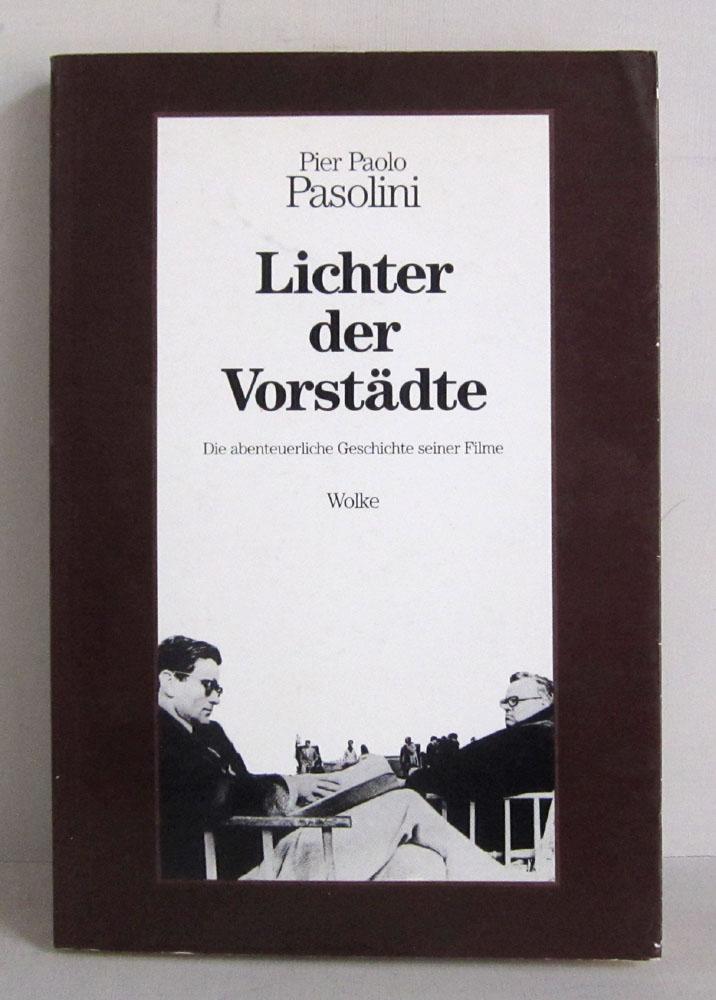 Pier Paolo
Pasolini
Lichter
der
Vorstädte
Die abenteuerliche Geschichte seiner Filme
Wolke